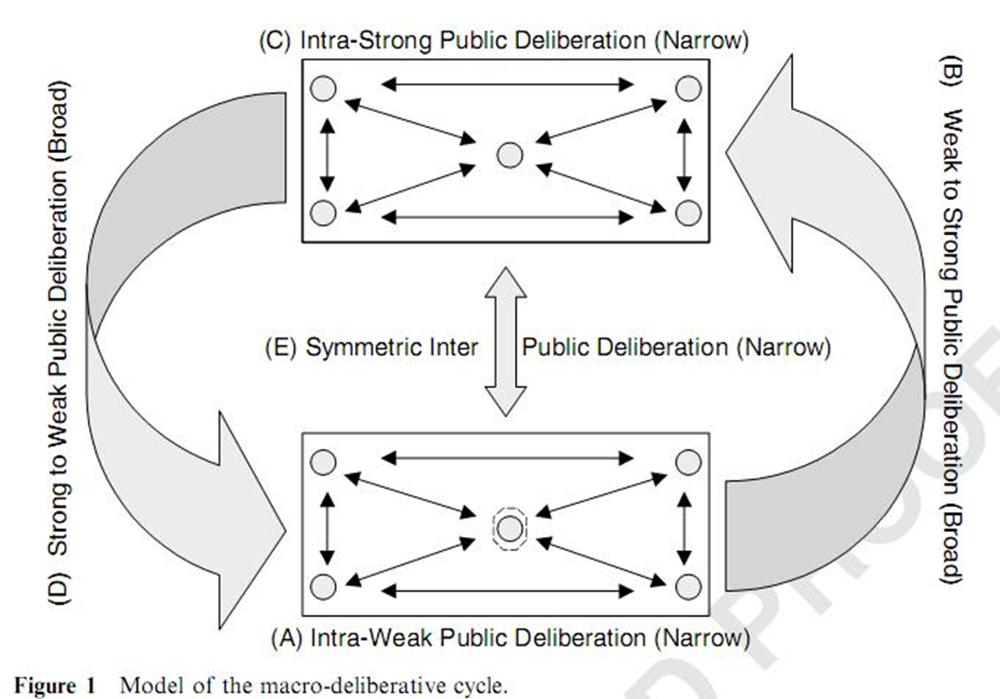 (C) Intra-Strong Public Deliberation (Narrow)
(D) Strong to Weak Public Deliberation (Broad)
(B) Weak to Strong Public Deliberation (Broad)
(E) Symmetric Inter Public Deliberation (Narrow)
(A) Intra-Weak Public Deliberation (Narrow)
Figure 1 Model of the macro-deliberative cycle.
D PROOF